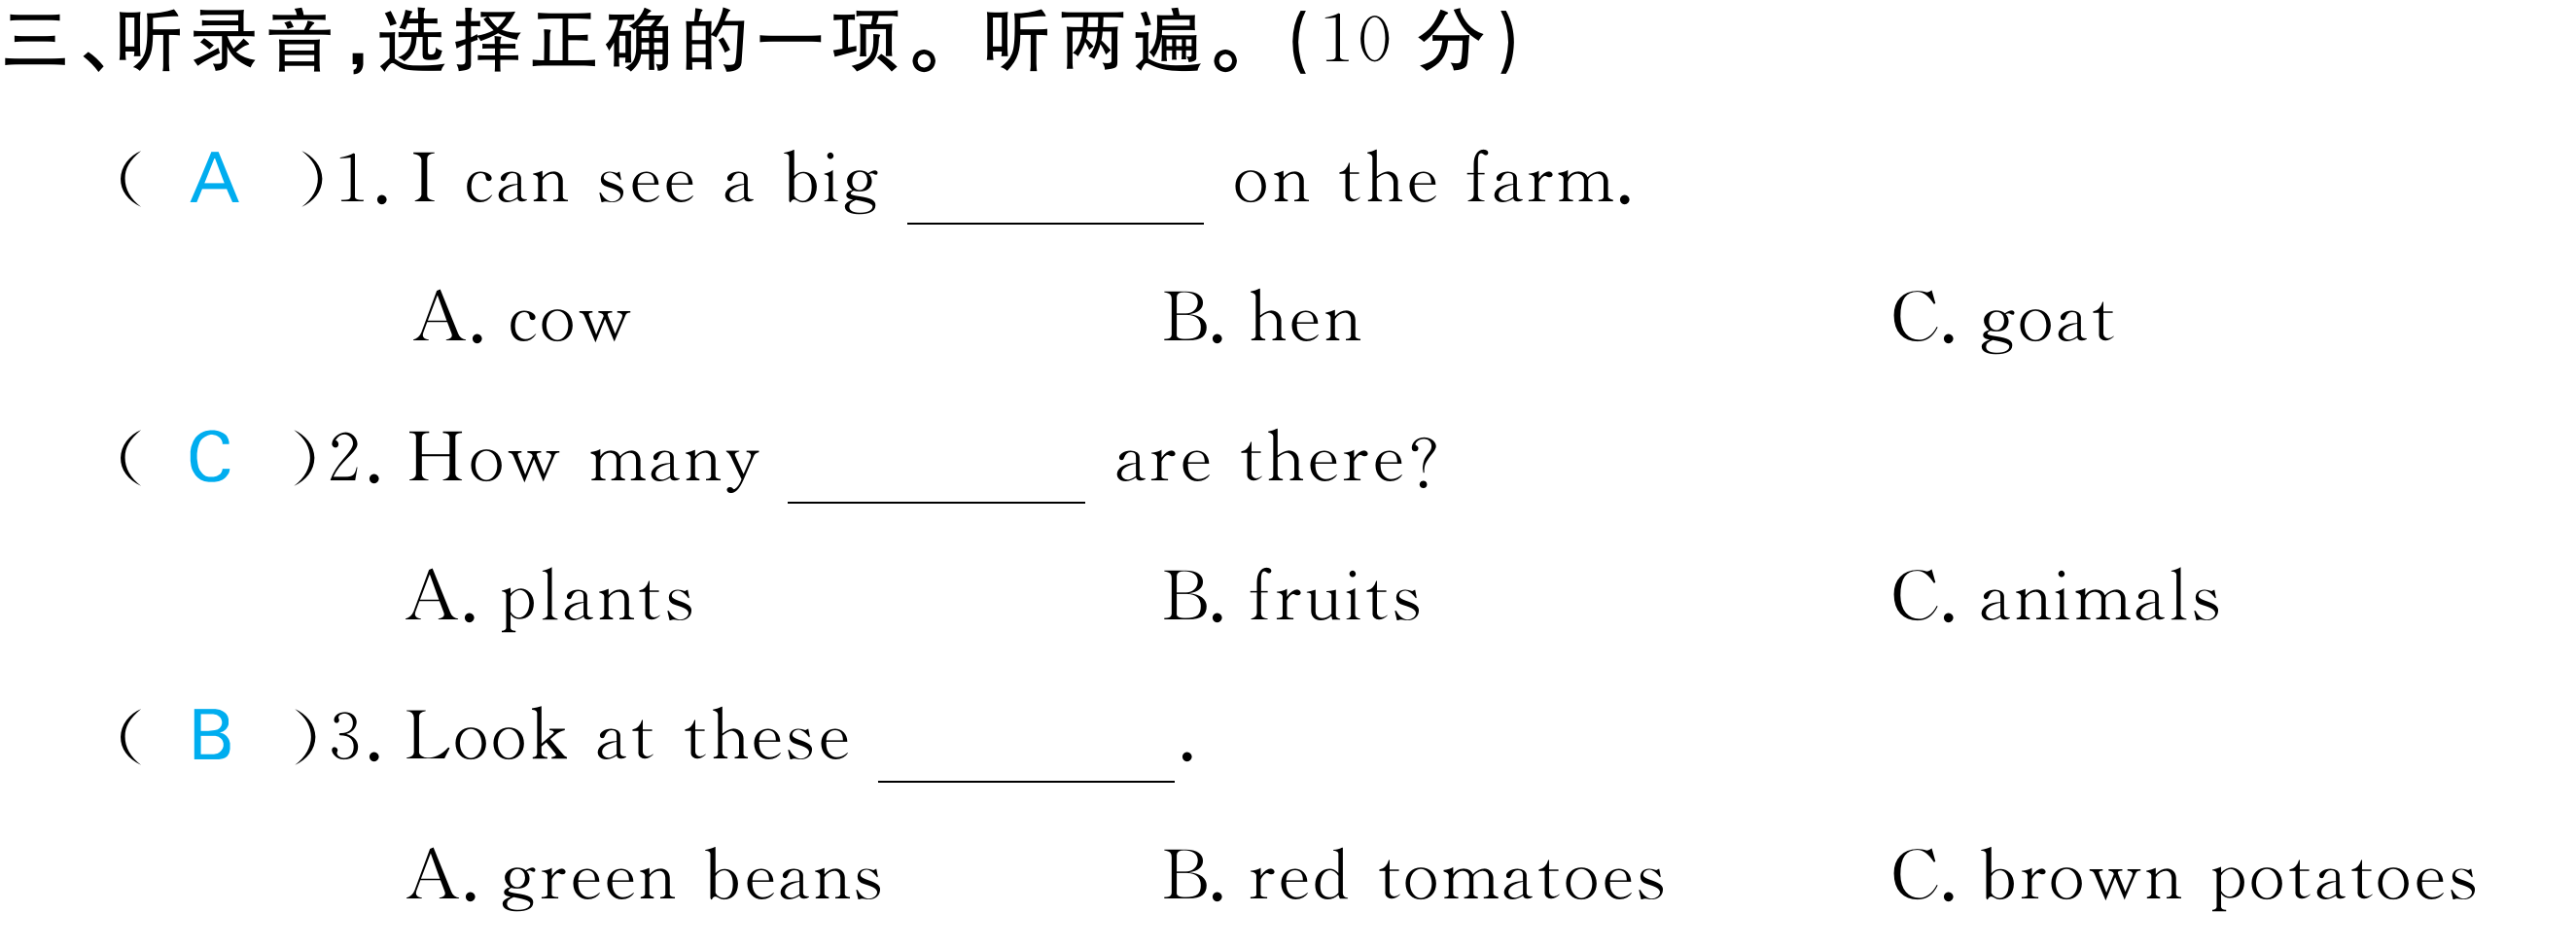 三、听录音,选择正确的一项。听两遍。(10 分)
( A )1. I can see a big ________ on the farm.
A. cow B. hen C. goat
( C )2. How many ________ are there?
A. plants B. fruits C. animals
( B )3. Look at these ________.
A. green beans B. red tomatoes C. brown potatoes